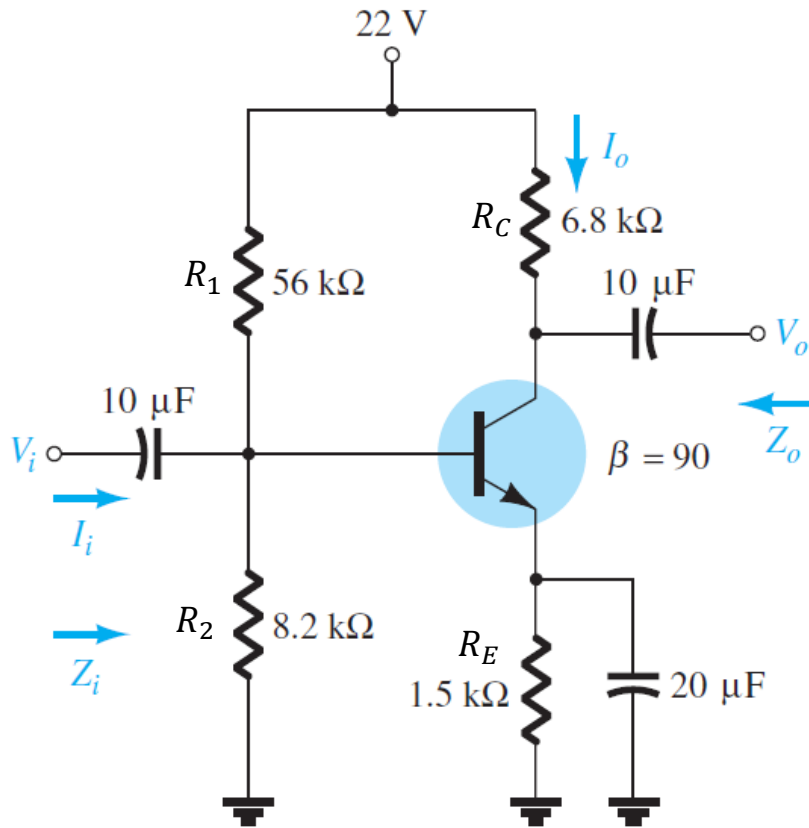 22 V
I_o
R_C 6.8 kΩ
R_1 56 kΩ
10 μF
V_o
10 μF
V_i
β = 90
Z_o
I_i
R_2 8.2 kΩ
Z_i
R_E
1.5 kΩ
20 μF